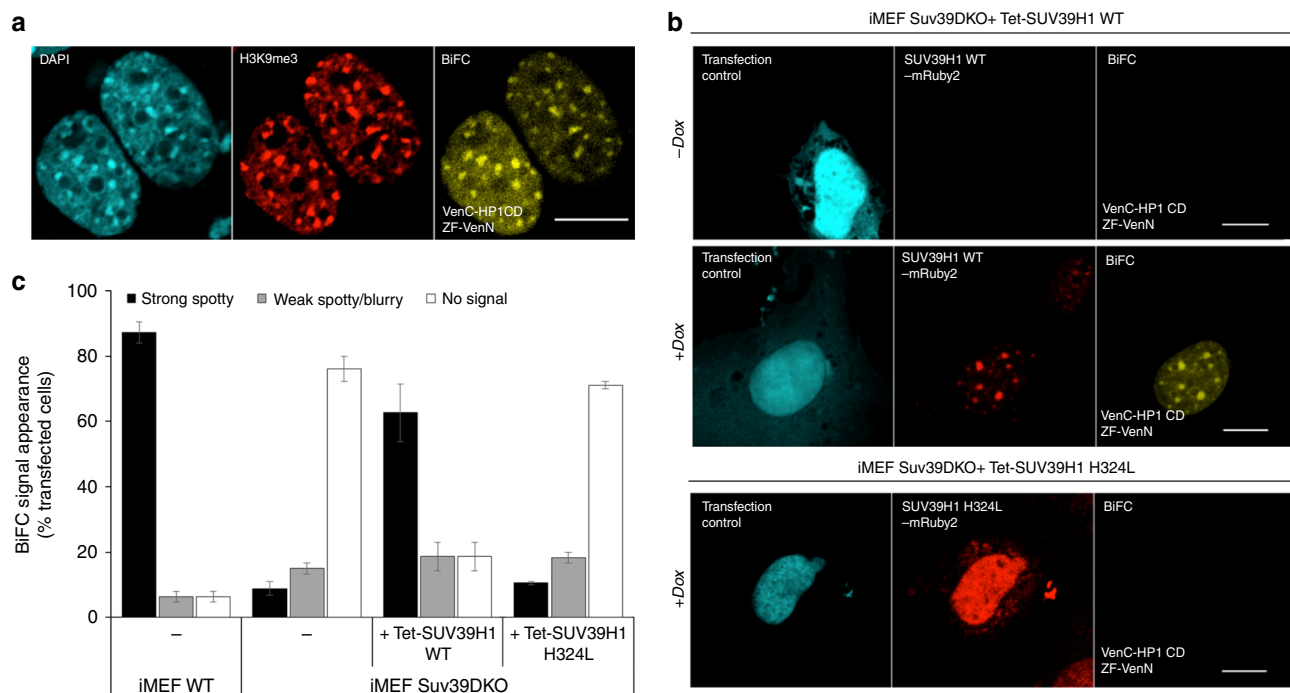 a
DAPI
H3K9me3
BiFC
VenC-HP1CD
ZF-VenN
b
iMEF Suv39DKO+ Tet-SUV39H1 WT
–Dox
Transfection
control
SUV39H1 WT
–mRuby2
BiFC
VenC-HP1 CD
ZF-VenN
+Dox
Transfection
control
SUV39H1 WT
–mRuby2
BiFC
VenC-HP1 CD
ZF-VenN
iMEF Suv39DKO+ Tet-SUV39H1 H324L
+Dox
Transfection
control
SUV39H1 H324L
–mRuby2
BiFC
VenC-HP1 CD
ZF-VenN
c
BiFC signal appearance
(% transfected cells)
100
80
60
40
20
0
Strong spotty
Weak spotty/blurry
No signal
–
–
+ Tet-SUV39H1
WT
+ Tet-SUV39H1
H324L
iMEF WT
iMEF Suv39DKO